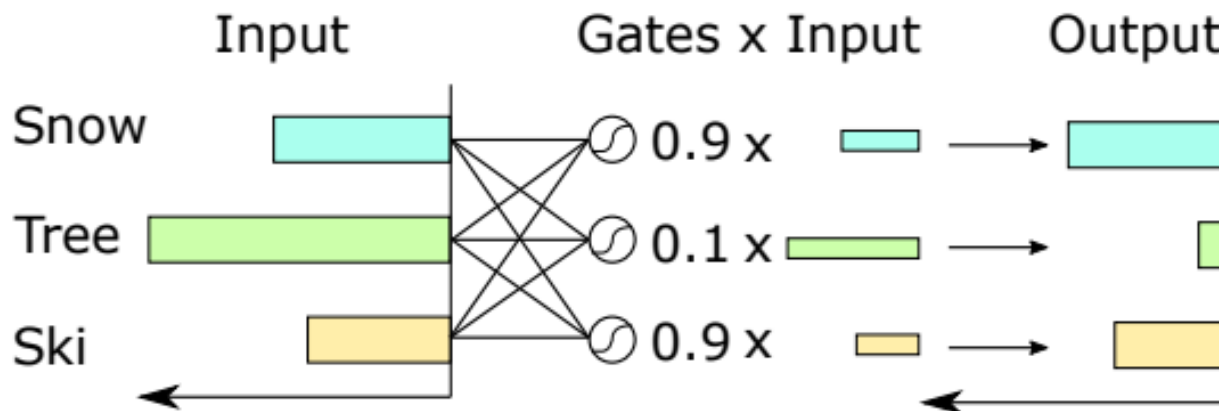 Input Gates x Input Output
Snow 0.9 x
Tree 0.1 x
Ski 0.9 x